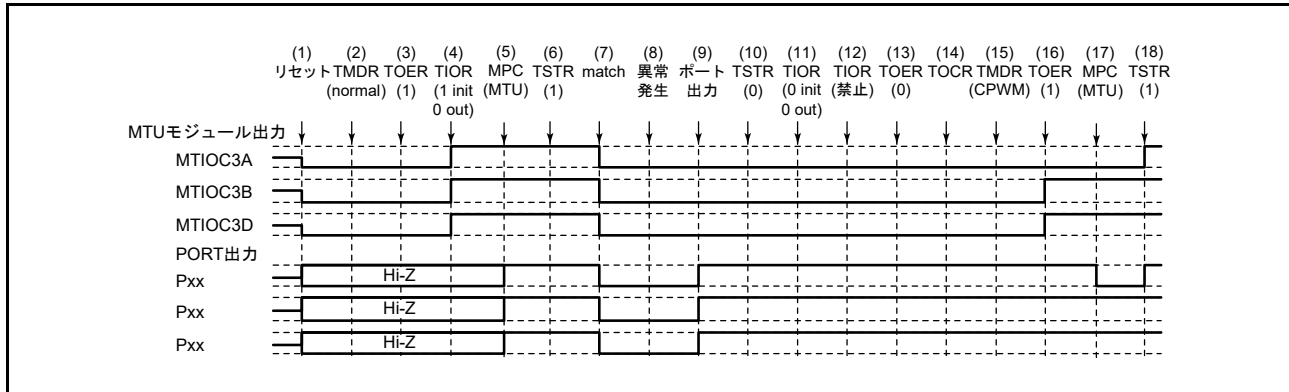 (1) (2) (3) (4) (5) (6) (7) (8) (9) (10) (11) (12) (13) (14) (15) (16) (17) (18)
リセット TMDR TOER TIOR MPC TSTR match 異常 ポート TSTR TIOR TIOR TOER TOCR TMDR TOER MPC TSTR
(normal) (1) (1 init (MTU) (1) 発生 出力 (0) (0 init (禁止) (0) (CPWM) (1) (MTU) (1)
0 out) 0 out)
MTUモジュール出力
MTIOC3A
MTIOC3B
MTIOC3D
PORT出力
Pxx Hi-Z
Pxx Hi-Z
Pxx Hi-Z